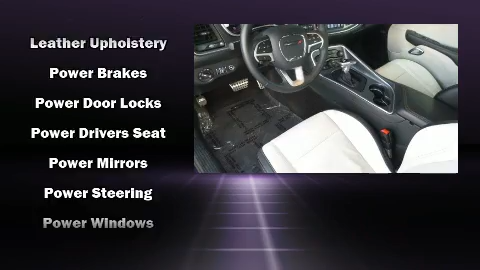 Leather Upholstery
Power Brakes
Power Door Locks
Power Drivers Seat
Power Mirrors
Power Steering
Power Windows